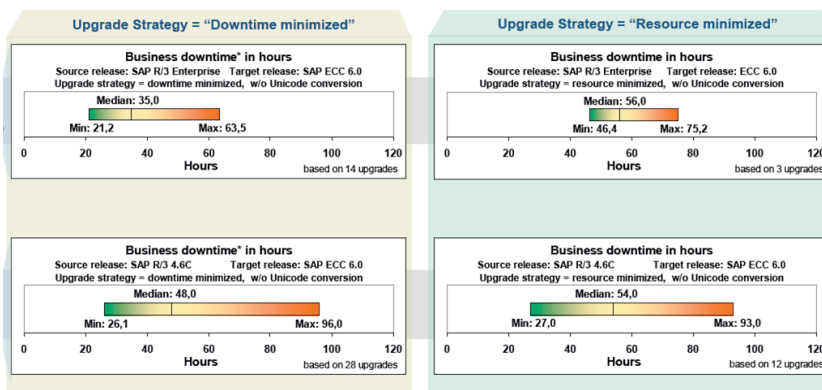 Upgrade Strategy = “Downtime minimized”
Business downtime* in hours
Source release: SAP R/3 Enterprise Target release: SAP ECC 6.0
Upgrade strategy = downtime minimized, w/o Unicode conversion
Median: 35,0
Min: 21,2 Max: 63,5
0 20 40 60 80 100 120
Hours
based on 14 upgrades
Business downtime* in hours
Source release: SAP R/3 4.6C Target release: SAP ECC 6.0
Upgrade strategy = downtime minimized, w/o Unicode conversion
Median: 48,0
Min: 26,1 Max: 96,0
0 20 40 60 80 100 120
Hours
based on 28 upgrades
Upgrade Strategy = “Resource minimized”
Business downtime in hours
Source release: SAP R/3 Enterprise Target release: ECC 6.0
Upgrade strategy = resource minimized, w/o Unicode conversion
Median: 56,0
Min: 46,4 Max: 75,2
0 20 40 60 80 100 120
Hours
based on 3 upgrades
Business downtime in hours
Source release: SAP R/3 4.6C Target release: SAP ECC 6.0
Upgrade strategy = resource minimized, w/o Unicode conversion
Median: 54,0
Min: 27,0 Max: 93,0
0 20 40 60 80 100 120
Hours
based on 12 upgrades